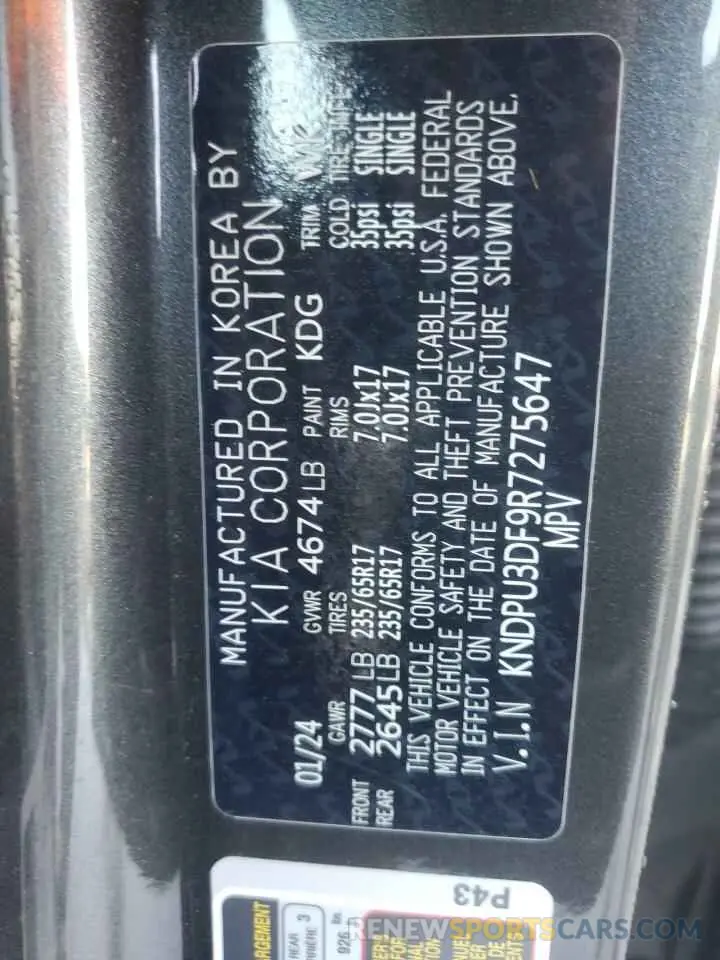 MANUFACTURED IN KOREA BY
KIA CORPORATION
01/24 GVWR 4674LB PAINT KDG TRIM
GAWR TIRES RIMS COLD TIRE
FRONT 2777LB 235/65R17 7.0Jx17 35psi SINGLE
REAR 2645LB 235/65R17 7.0Jx17 35psi SINGLE
THIS VEHICLE CONFORMS TO ALL APPLICABLE U.S.A. FEDERAL
MOTOR VEHICLE SAFETY AND THEFT PREVENTION STANDARDS
IN EFFECT ON THE DATE OF MANUFACTURE SHOWN ABOVE.
V.I.N KNDPU3DF9R7275647
MPV
P43
REAR 3
926
RENEWSPORTSCARS.COM